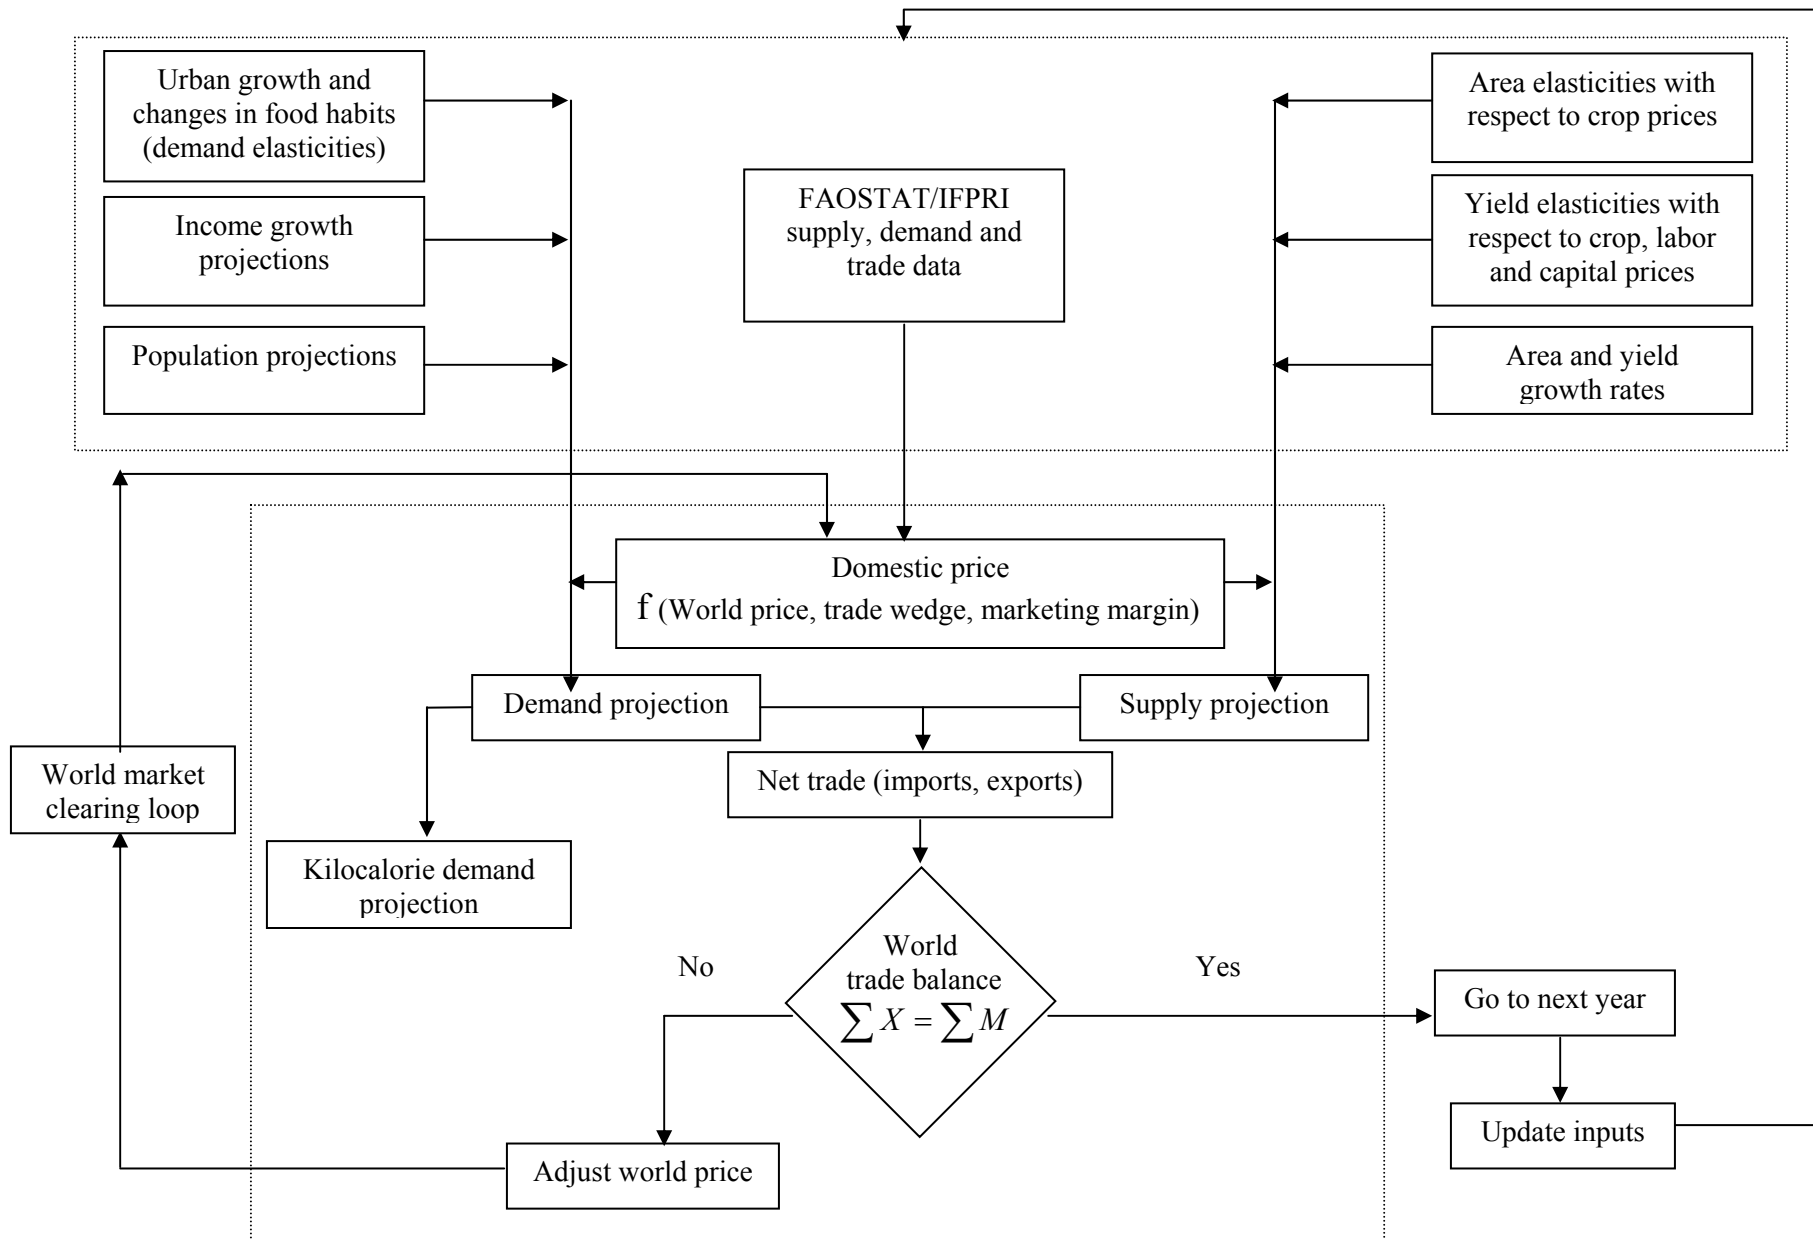 Urban growth and
changes in food habits
(demand elasticities)
Area elasticities with
respect to crop prices
FAOSTAT/IFPRI
supply, demand and
trade data
Income growth
projections
Yield elasticities with
respect to crop, labor
and capital prices
Population projections
Area and yield
growth rates
Domestic price
f (World price, trade wedge, marketing margin)
Demand projection
Supply projection
World market
clearing loop
Net trade (imports, exports)
Kilocalorie demand
projection
No
World
trade balance
∑ X = ∑ M
Yes
Go to next year
Update inputs
Adjust world price